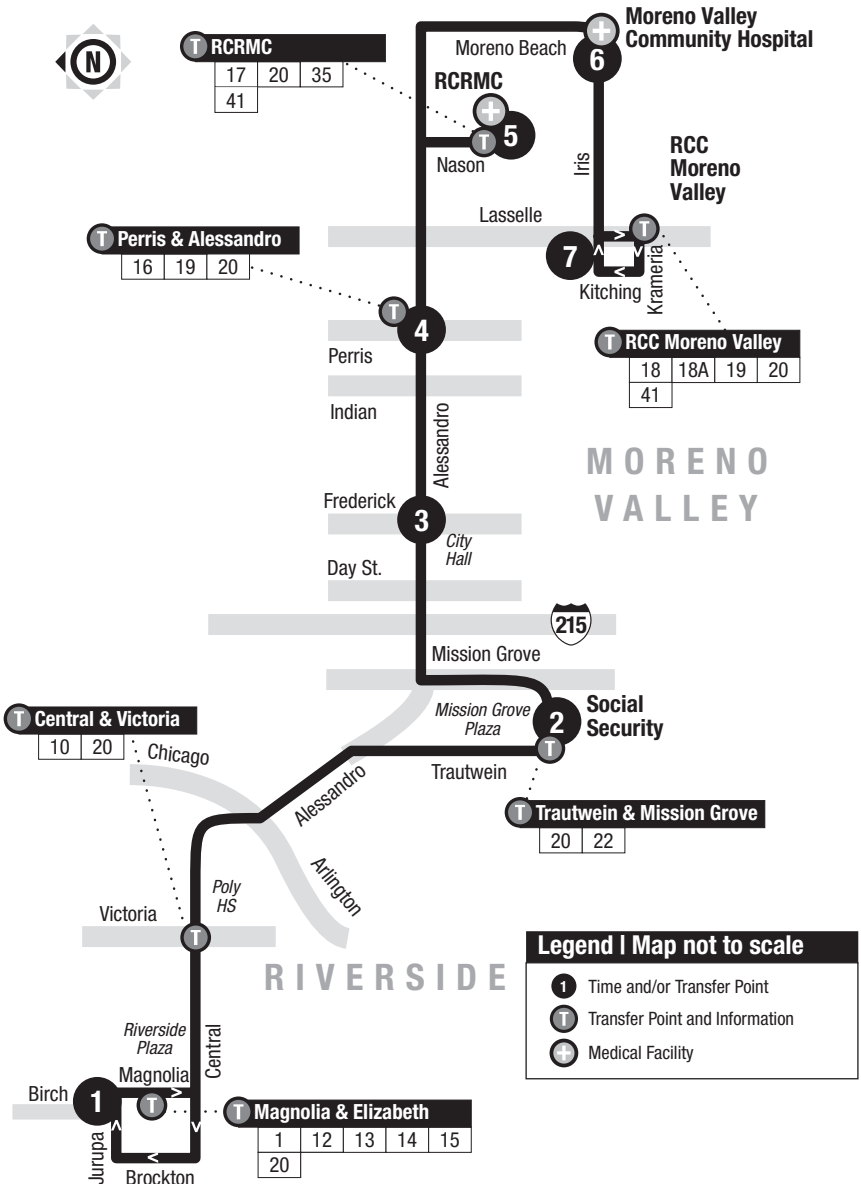 Moreno Valley
Community Hospital
N
T RCRMC
17 20 35
41
Moreno Beach
6
RCRMC
T 5
Nason
Iris
RCC
Moreno
Valley
Lasselle
T
7
Kitching
Krameria
T Perris & Alessandro
16 19 20
T
4
Perris
T RCC Moreno Valley
18 18A 19 20
41
Indian
Alessandro
MORENO
VALLEY
Frederick
3
City
Hall
Day St.
215
Mission Grove
Mission Grove
Plaza
2
Social
Security
T
Trautwein
T Central & Victoria
10 20
Chicago
Alessandro
T Trautwein & Mission Grove
20 22
Arlington
Poly
HS
Victoria
T
RIVERSIDE
Legend | Map not to scale
1 Time and/or Transfer Point
T Transfer Point and Information
Medical Facility
Riverside
Plaza
Central
Magnolia
Birch
1
T
T Magnolia & Elizabeth
1 12 13 14 15
20
Jurupa
Brockton